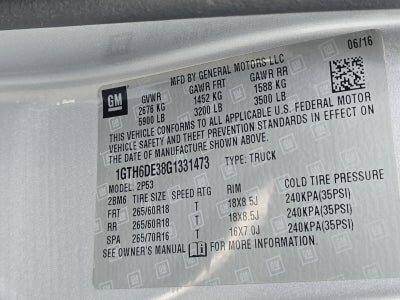 06/16
MFD BY GENERAL MOTORS LLC
GM
GVWR GAWR FRT GAWR RR
2676 KG 1452 KG 1588 KG
5900 LB 3200 LB 3500 LB
THIS VEHICLE CONFORMS TO ALL APPLICABLE U.S. FEDERAL MOTOR
VEHICLE SAFETY AND THEFT PREVENTION STANDARDS IN EFFECT ON
THE DATE OF MANUFACTURE SHOWN ABOVE.
1GTH6DE38G1331473 TYPE: TRUCK
MODEL: 2P53
2BM6 TIRE SIZE SPEED RTG RIM COLD TIRE PRESSURE
FRT 265/60R18 T 18X8.5J 240KPA(35PSI)
RR 265/60R18 T 18X8.5J 240KPA(35PSI)
SPA 265/70R16 T 16X7.0J 240KPA(35PSI)
SEE OWNER'S MANUAL FOR MORE INFORMATION.